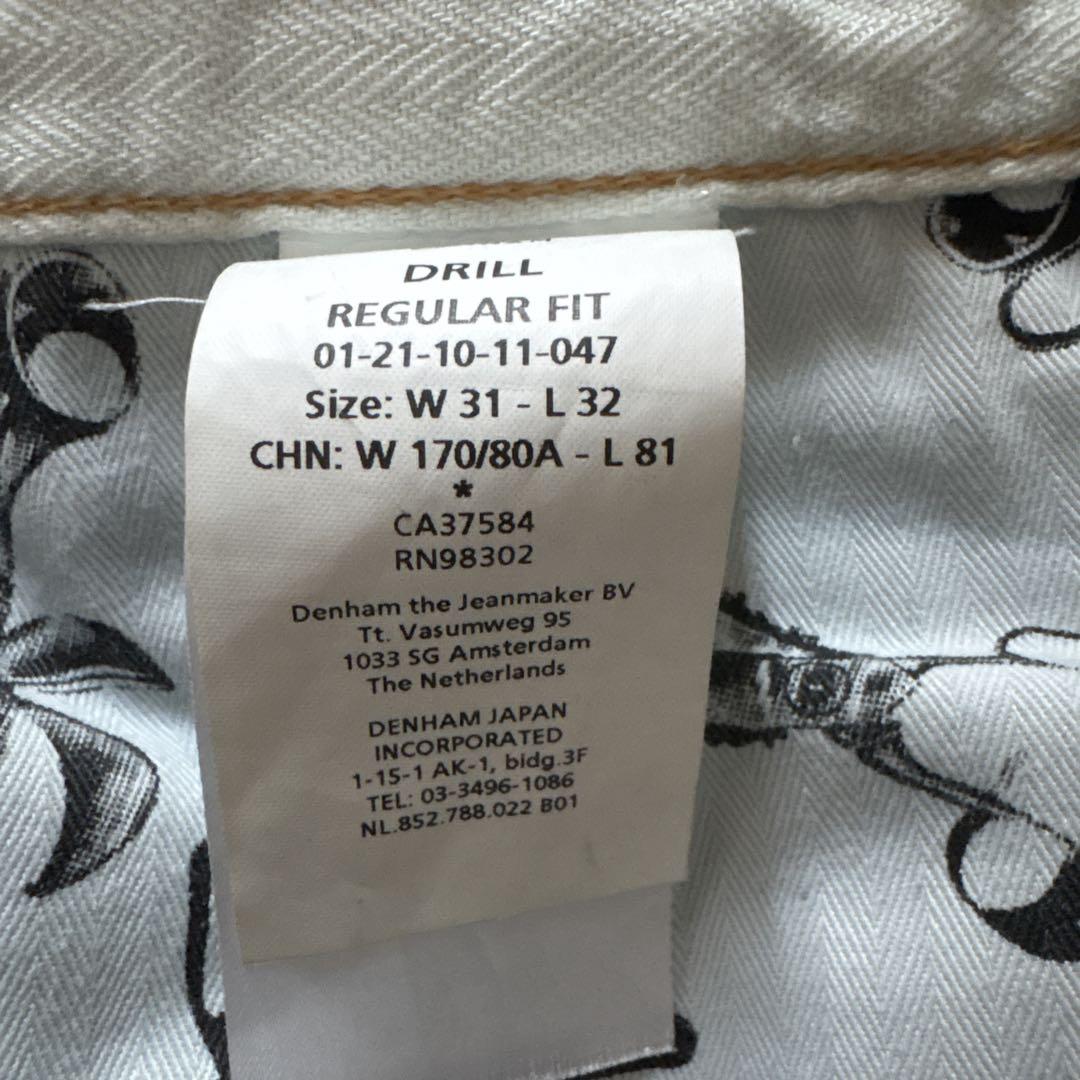 DRILL
REGULAR FIT
01-21-10-11-047
Size: W 31 - L 32
CHN: W 170/80A - L 81
*
CA37584
RN98302
Denham the Jeanmaker BV
Tt. Vasumweg 95
1033 SG Amsterdam
The Netherlands
DENHAM JAPAN
INCORPORATED
1-15-1 AK-1, bldg.3F
TEL: 03-3496-1086
NL.852.788.022 B01